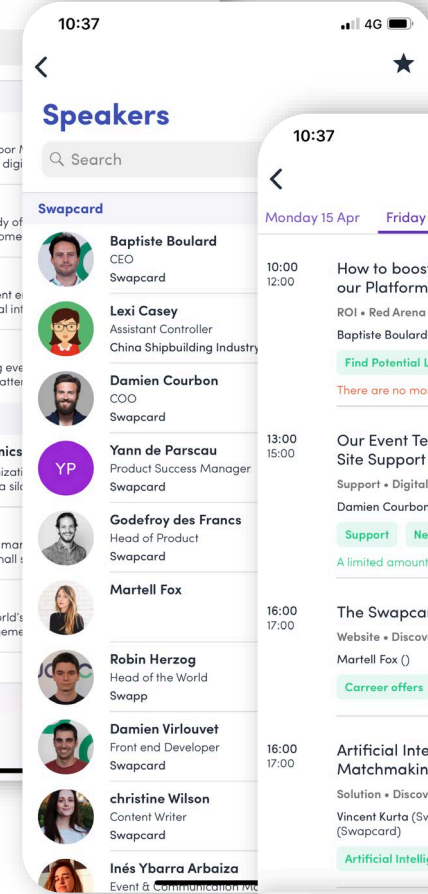 10:37
4G
Speakers
Search
Swapcard
Baptiste Boulard
CEO
Swapcard
Lexi Casey
Assistant Controller
China Shipbuilding Industry
Damien Courbon
COO
Swapcard
YP
Yann de Parscau
Product Success Manager
Swapcard
Godefroy des Francs
Head of Product
Swapcard
Martell Fox
Robin Herzog
Head of the World
Swapp
Damien Virlouvet
Front end Developer
Swapcard
christine Wilson
Content Writer
Swapcard
Inés Ybarra Arbaiza
Event & Communication
10:37
Monday 15 Apr Friday
10:00
12:00
How to boos
our Platform
ROI • Red Arena
Baptiste Boulard
Find Potential L
There are no mo
13:00
15:00
Our Event Te
Site Support
Support • Digital
Damien Courbon
Support Ne
A limited amount
16:00
17:00
The Swapca
Website • Discov
Martell Fox ()
Carreer offers
16:00
17:00
Artificial Inte
Matchmakin
Solution • Discov
Vincent Kurta (Sw
(Swapcard)
Artificial Intellig